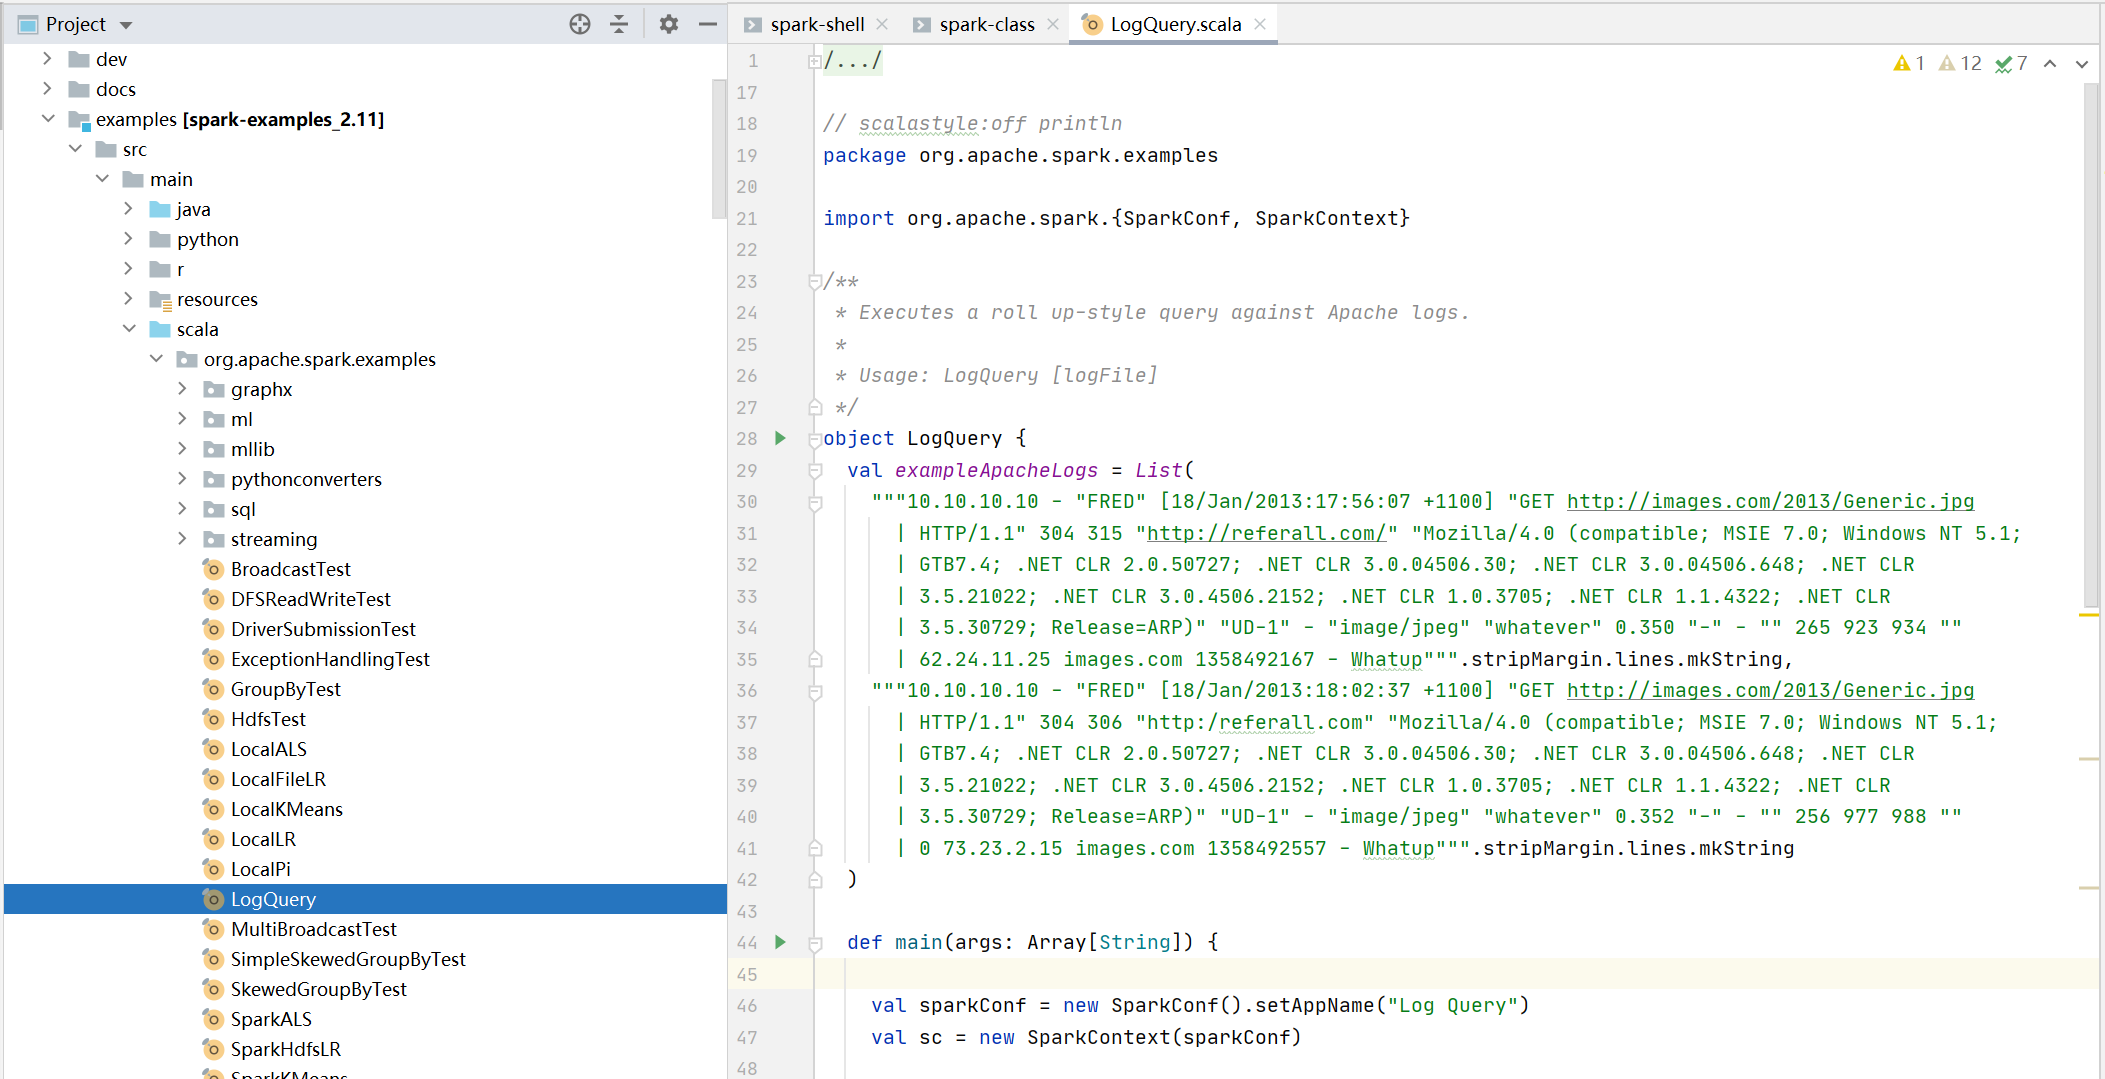 Project
dev
docs
examples [spark-examples_2.11]
src
main
java
python
r
resources
scala
org.apache.spark.examples
graphx
ml
mllib
pythonconverters
sql
streaming
BroadcastTest
DFSReadWriteTest
DriverSubmissionTest
ExceptionHandlingTest
GroupByTest
HdfsTest
LocalALS
LocalFileLR
LocalKMeans
LocalLR
LocalPi
LogQuery
MultiBroadcastTest
SimpleSkewedGroupByTest
SkewedGroupByTest
SparkALS
SparkHdfsLR
SparkKMeans
spark-shell spark-class LogQuery.scala
1 12 7
1 /.../
17
18 // scalastyle:off println
19 package org.apache.spark.examples
20
21 import org.apache.spark.{SparkConf, SparkContext}
22
23 /**
24 * Executes a roll up-style query against Apache logs.
25 *
26 * Usage: LogQuery [logFile]
27 */
28 object LogQuery {
29 val exampleApacheLogs = List(
30 """10.10.10.10 - "FRED" [18/Jan/2013:17:56:07 +1100] "GET http://images.com/2013/Generic.jpg
31 | HTTP/1.1" 304 315 "http://referall.com/" "Mozilla/4.0 (compatible; MSIE 7.0; Windows NT 5.1;
32 | GTB7.4; .NET CLR 2.0.50727; .NET CLR 3.0.04506.30; .NET CLR 3.0.04506.648; .NET CLR
33 | 3.5.21022; .NET CLR 3.0.4506.2152; .NET CLR 1.0.3705; .NET CLR 1.1.4322; .NET CLR
34 | 3.5.30729; Release=ARP)" "UD-1" - "image/jpeg" "whatever" 0.350 "-" - "" 265 923 934 ""
35 | 62.24.11.25 images.com 1358492167 - Whatup""".stripMargin.lines.mkString,
36 """10.10.10.10 - "FRED" [18/Jan/2013:18:02:37 +1100] "GET http://images.com/2013/Generic.jpg
37 | HTTP/1.1" 304 306 "http:/referall.com" "Mozilla/4.0 (compatible; MSIE 7.0; Windows NT 5.1;
38 | GTB7.4; .NET CLR 2.0.50727; .NET CLR 3.0.04506.30; .NET CLR 3.0.04506.648; .NET CLR
39 | 3.5.21022; .NET CLR 3.0.4506.2152; .NET CLR 1.0.3705; .NET CLR 1.1.4322; .NET CLR
40 | 3.5.30729; Release=ARP)" "UD-1" - "image/jpeg" "whatever" 0.352 "-" - "" 256 977 988 ""
41 | 0 73.23.2.15 images.com 1358492557 - Whatup""".stripMargin.lines.mkString
42 )
43
44 def main(args: Array[String]) {
45
46 val sparkConf = new SparkConf().setAppName("Log Query")
47 val sc = new SparkContext(sparkConf)
48